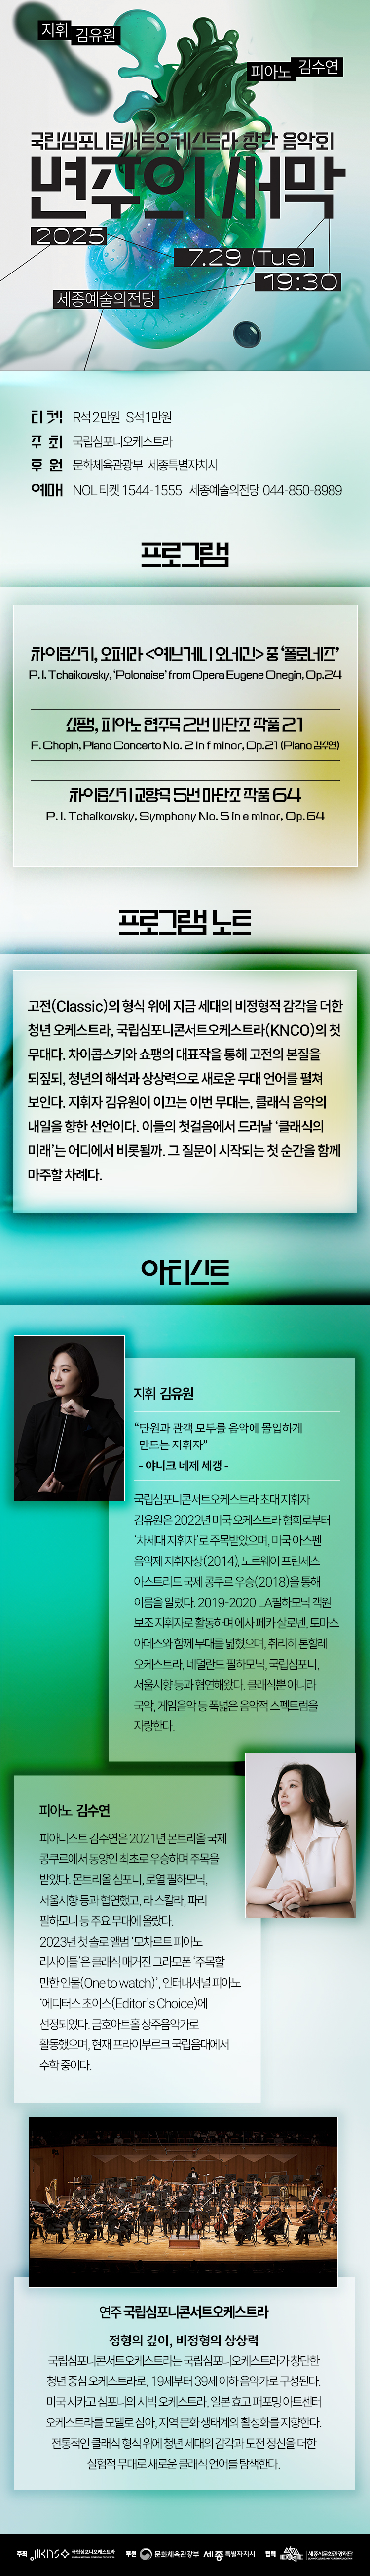 지휘 김유원
피아노 김수연
국립심포니콘서트오케스트라 창단 음악회
변주의 서막
2025
7.29 (Tue)
19:30
세종예술의전당
티켓 R석 2만원 S석 1만원
주최 국립심포니오케스트라
후원 문화체육관광부 세종특별자치시
예매 NOL 티켓 1544-1555 세종예술의전당 044-850-8989
프로그램
차이콥스키, 오페라 <예브게니 오네긴> 중 ‘폴로네즈’
P. I. Tchaikovsky, ‘Polonaise’ from Opera Eugene Onegin, Op.24
쇼팽, 피아노 협주곡 2번 바단조 작품 21
F. Chopin, Piano Concerto No. 2 in f minor, Op.21 (Piano 김수연)
차이콥스키 교향곡 5번 마단조 작품 64
P. I. Tchaikovsky, Symphony No. 5 in e minor, Op. 64
프로그램 노트
고전(Classic)의 형식 위에 지금 세대의 비정형적 감각을 더한
청년 오케스트라, 국립심포니콘서트오케스트라(KNCO)의 첫
무대다. 차이콥스키와 쇼팽의 대표작을 통해 고전의 본질을
되짚되, 청년의 해석과 상상력으로 새로운 무대 언어를 펼쳐
보인다. 지휘자 김유원이 이끄는 이번 무대는, 클래식 음악의
내일을 향한 선언이다. 이들의 첫걸음에서 드러날 ‘클래식의
미래’는 어디에서 비롯될까. 그 질문이 시작되는 첫 순간을 함께
마주할 차례다.
아티스트
지휘 김유원
“단원과 관객 모두를 음악에 몰입하게
만드는 지휘자”
- 야니크 네제 세갱 -
국립심포니콘서트오케스트라 초대 지휘자
김유원은 2022년 미국 오케스트라 협회로부터
‘차세대 지휘자’로 주목받았으며, 미국 아스펜
음악제 지휘자상(2014), 노르웨이 프린세스
아스트리드 국제 콩쿠르 우승(2018)을 통해
이름을 알렸다. 2019-2020 LA필하모닉 객원
보조 지휘자로 활동하며 에사 페카 살로넨, 토마스
아데스와 함께 무대를 넓혔으며, 취리히 톤할레
오케스트라, 네덜란드 필하모닉, 국립심포니,
서울시향 등과 협연해왔다. 클래식뿐 아니라
국악, 게임음악 등 폭넓은 음악적 스펙트럼을
자랑한다.
피아노 김수연
피아니스트 김수연은 2021년 몬트리올 국제
콩쿠르에서 동양인 최초로 우승하며 주목을
받았다. 몬트리올 심포니, 로열 필하모닉,
서울시향 등과 협연했고, 라 스칼라, 파리
필하모니 등 주요 무대에 올랐다.
2023년 첫 솔로 앨범 ‘모차르트 피아노
리사이틀’은 클래식 매거진 그라모폰 ‘주목할
만한 인물(One to watch)’, 인터내셔널 피아노
‘에디터스 초이스(Editor’s Choice)에
선정되었다. 금호아트홀 상주음악가로
활동했으며, 현재 프라이부르크 국립음대에서
수학 중이다.
연주 국립심포니콘서트오케스트라
정형의 깊이, 비정형의 상상력
국립심포니콘서트오케스트라는 국립심포니오케스트라가 창단한
청년 중심 오케스트라로, 19세부터 39세 이하 음악가로 구성된다.
미국 시카고 심포니의 시빅 오케스트라, 일본 효고 퍼포밍 아트센터
오케스트라를 모델로 삼아, 지역 문화 생태계의 활성화를 지향한다.
전통적인 클래식 형식 위에 청년 세대의 감각과 도전 정신을 더한
실험적 무대로 새로운 클래식 언어를 탐색한다.
주최 국립심포니오케스트라 후원 문화체육관광부 세종특별자치시 협력 세종시문화관광재단